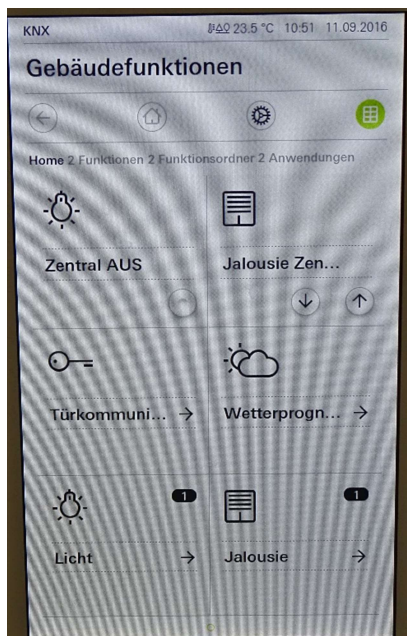 KNX 23.5 °C 10:51 11.09.2016
Gebäudefunktionen
Home 2 Funktionen 2 Funktionsordner 2 Anwendungen
Zentral AUS
Jalousie Zen...
Türkommuni...
Wetterprogn...
1
1
Licht
Jalousie